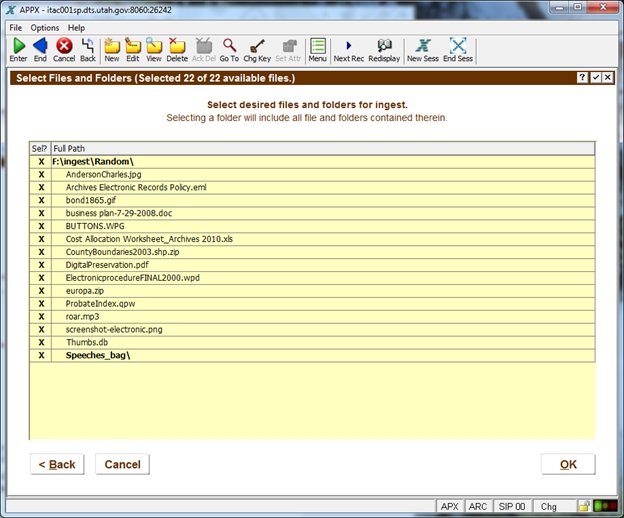 APPX - itac001sp.dts.utah.gov:8060:26242
File Options Help
Enter End Cancel Back New Edit View Delete Ack Del Go To Chg Key Set Attr Menu Next Rec Redisplay New Sess End Sess
Select Files and Folders (Selected 22 of 22 available files.)
Select desired files and folders for ingest.
Selecting a folder will include all file and folders contained therein.
Sel? Full Path
X F:\ingest\Random\
X AndersonCharles.jpg
X Archives Electronic Records Policy.eml
X bond1865.gif
X business plan-7-29-2008.doc
X BUTTONS.WPG
X Cost Allocation Worksheet_Archives 2010.xls
X CountyBoundaries2003.shp.zip
X DigitalPreservation.pdf
X ElectronicprocedureFINAL2000.wpd
X europa.zip
X ProbateIndex.qpw
X roar.mp3
X screenshot-electronic.png
X Thumbs.db
X Speeches_bag\
< Back Cancel OK
APX ARC SIP 00 Chg